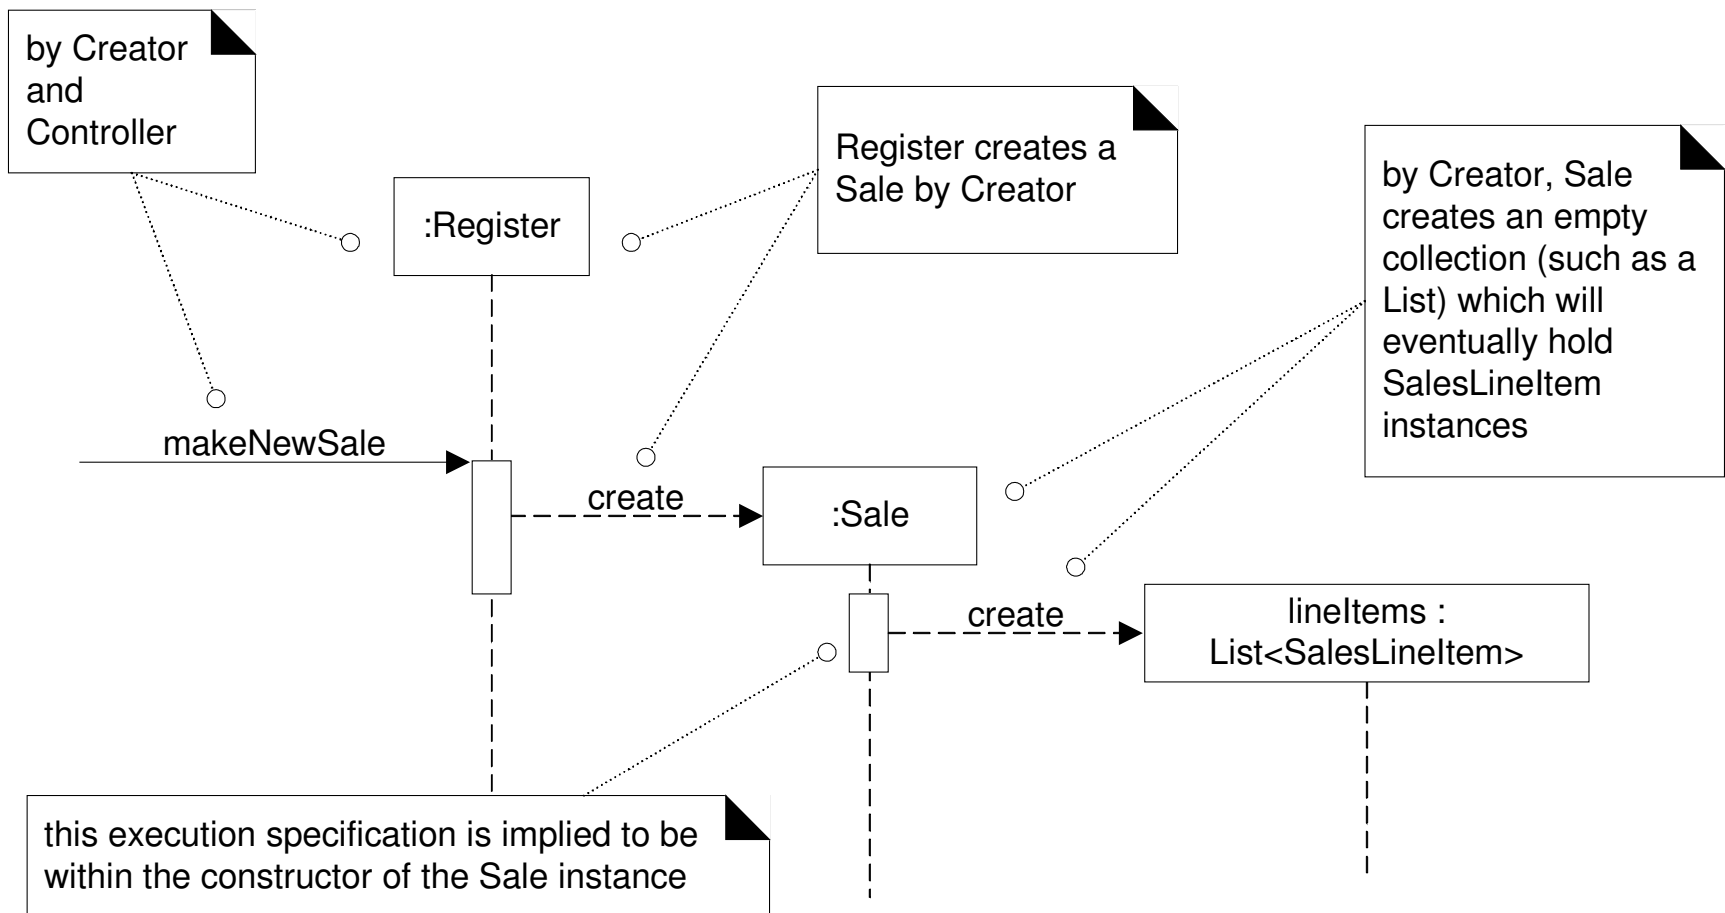 by Creator
and
Controller
Register creates a
Sale by Creator
by Creator, Sale
creates an empty
collection (such as a
List) which will
eventually hold
SalesLineItem
instances
:Register
makeNewSale
create
:Sale
create
lineItems :
List<SalesLineItem>
this execution specification is implied to be
within the constructor of the Sale instance